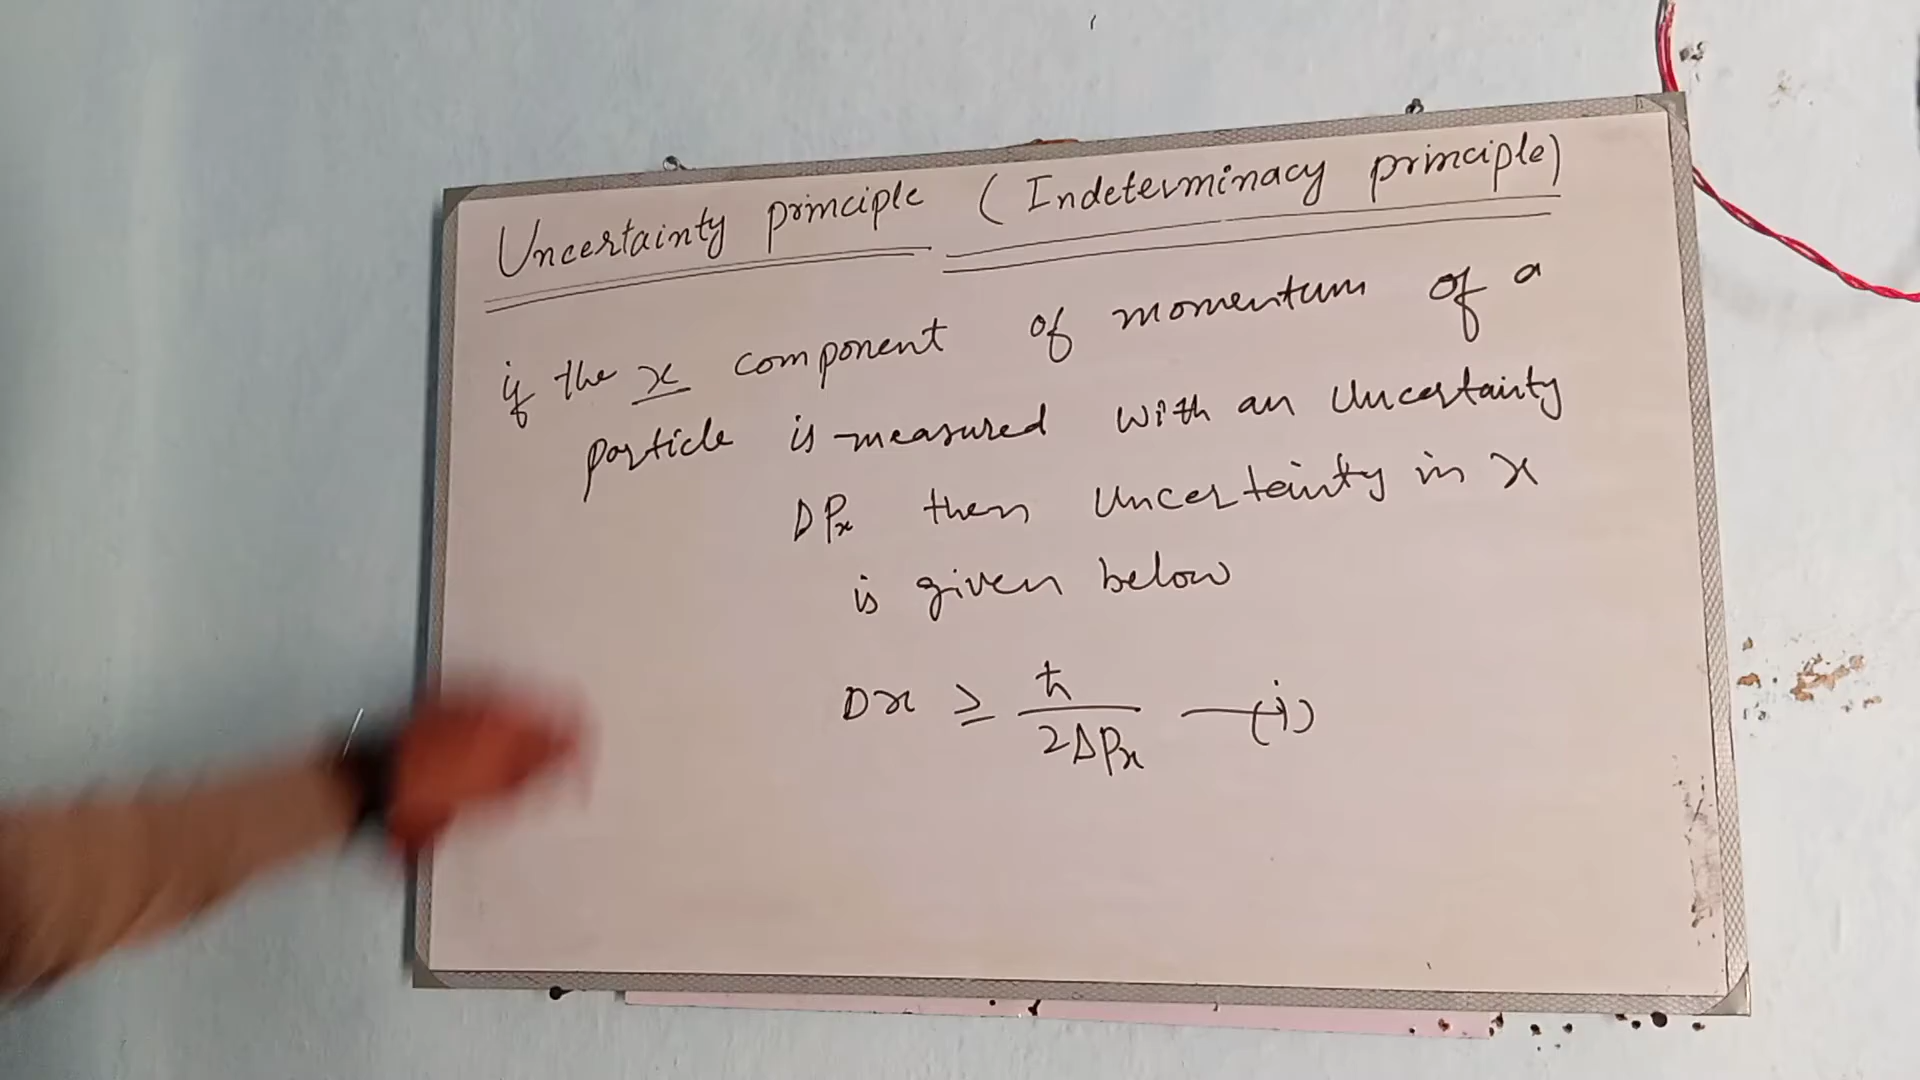 Uncertainty principle (Indeterminacy principle)
if the x component of momentum of a
particle is measured with an uncertainty
ΔPx then uncertainty in x
is given below
Δx ≥ ħ / 2Δpx —(i)